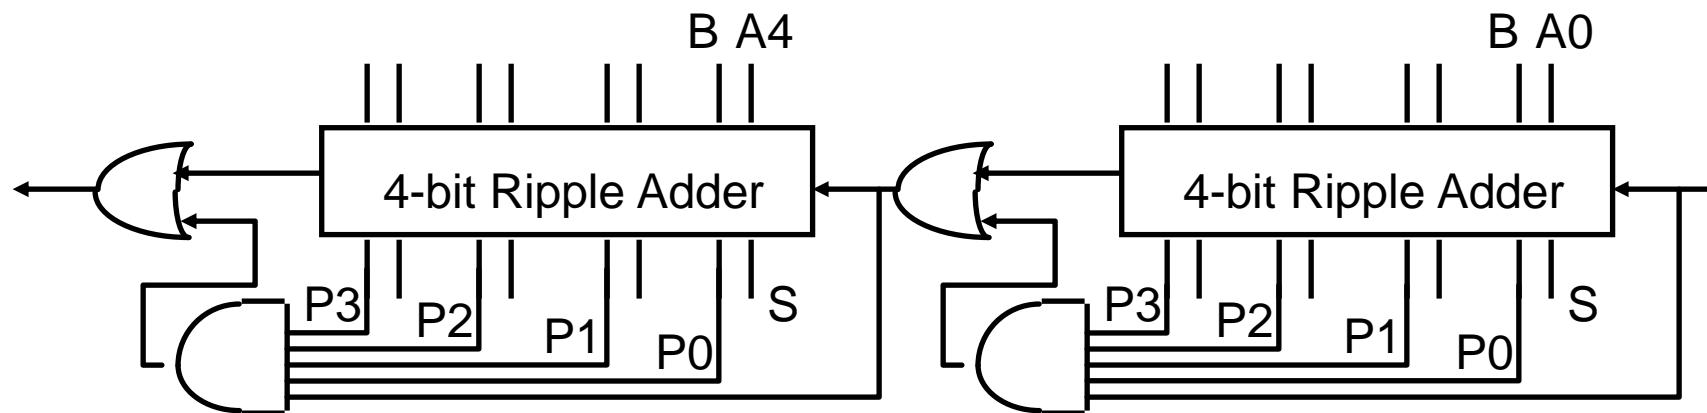 B A4 B A0
4-bit Ripple Adder 4-bit Ripple Adder
P3 P2 P1 P0 S P3 P2 P1 P0 S